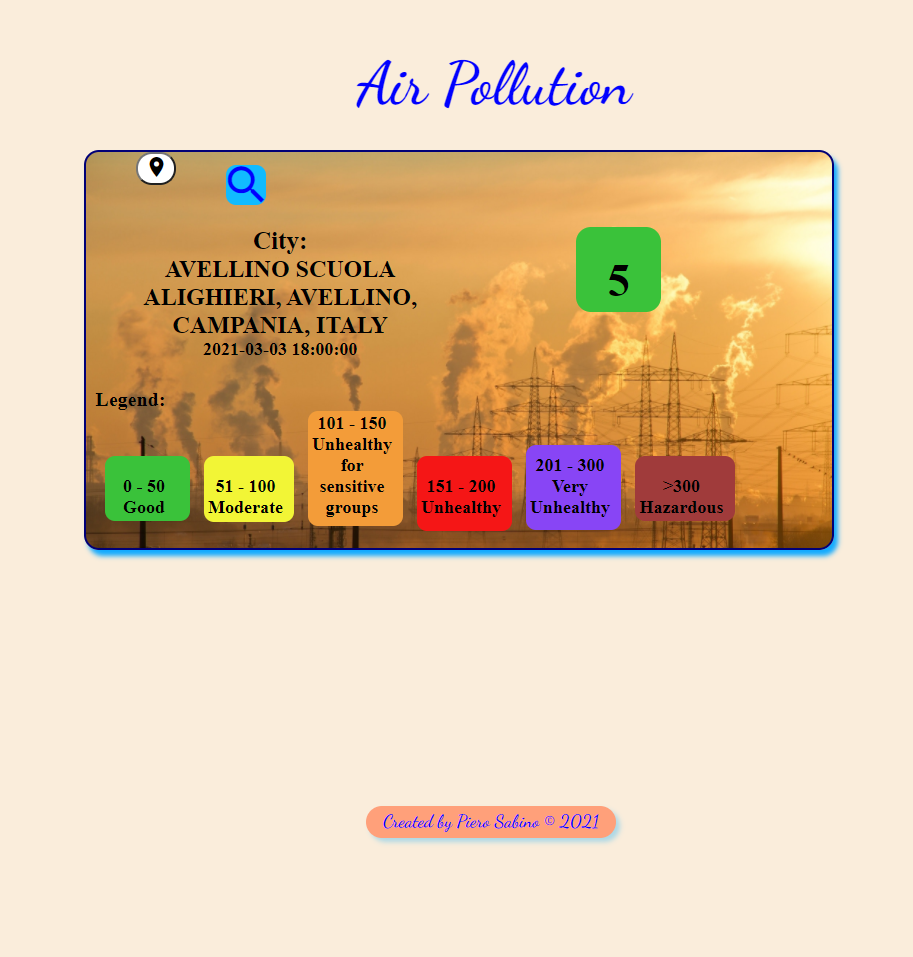 Air Pollution
City:
AVELLINO SCUOLA
ALIGHIERI, AVELLINO,
CAMPANIA, ITALY
2021-03-03 18:00:00
5
Legend:
0 - 50
Good
51 - 100
Moderate
101 - 150
Unhealthy
for
sensitive
groups
151 - 200
Unhealthy
201 - 300
Very
Unhealthy
>300
Hazardous
Created by Piero Sabino © 2021